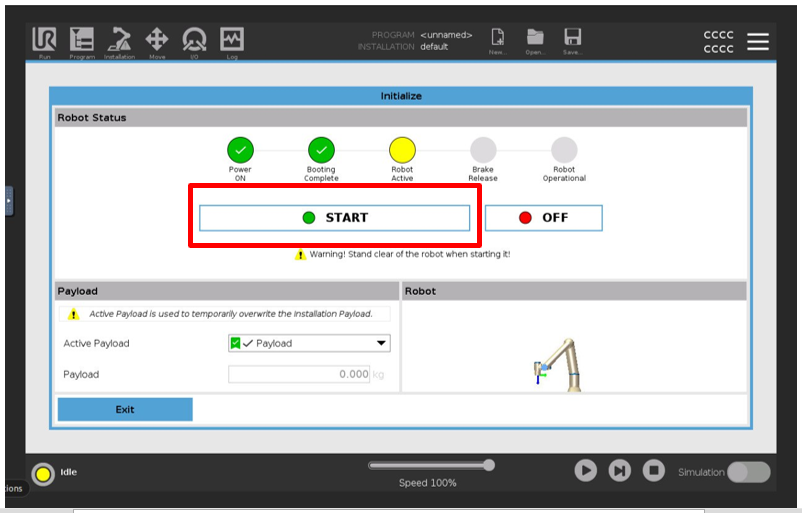 UR
PROGRAM <unnamed>
INSTALLATION default
CCCC
CCCC
Run Program Installation Move I/O Log New... Open... Save...
Initialize
Robot Status
Power
ON
Booting
Complete
Robot
Active
Brake
Release
Robot
Operational
START
OFF
Warning! Stand clear of the robot when starting it!
Payload
Robot
Active Payload is used to temporarily overwrite the Installation Payload.
Active Payload
Payload
Payload
0.000 kg
Exit
Idle
Speed 100%
Simulation
tions